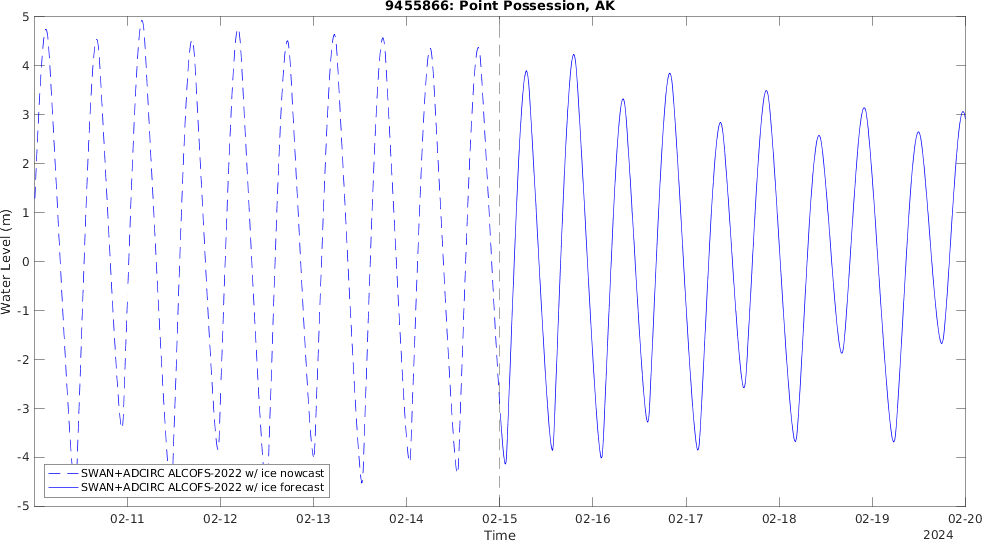 9455866: Point Possession, AK
5
4
3
2
1
0
-1
-2
-3
-4
-5
Water Level (m)
SWAN+ADCIRC ALCOFS-2022 w/ ice nowcast
SWAN+ADCIRC ALCOFS-2022 w/ ice forecast
02-11 02-12 02-13 02-14 02-15 02-16 02-17 02-18 02-19 02-20
Time
2024